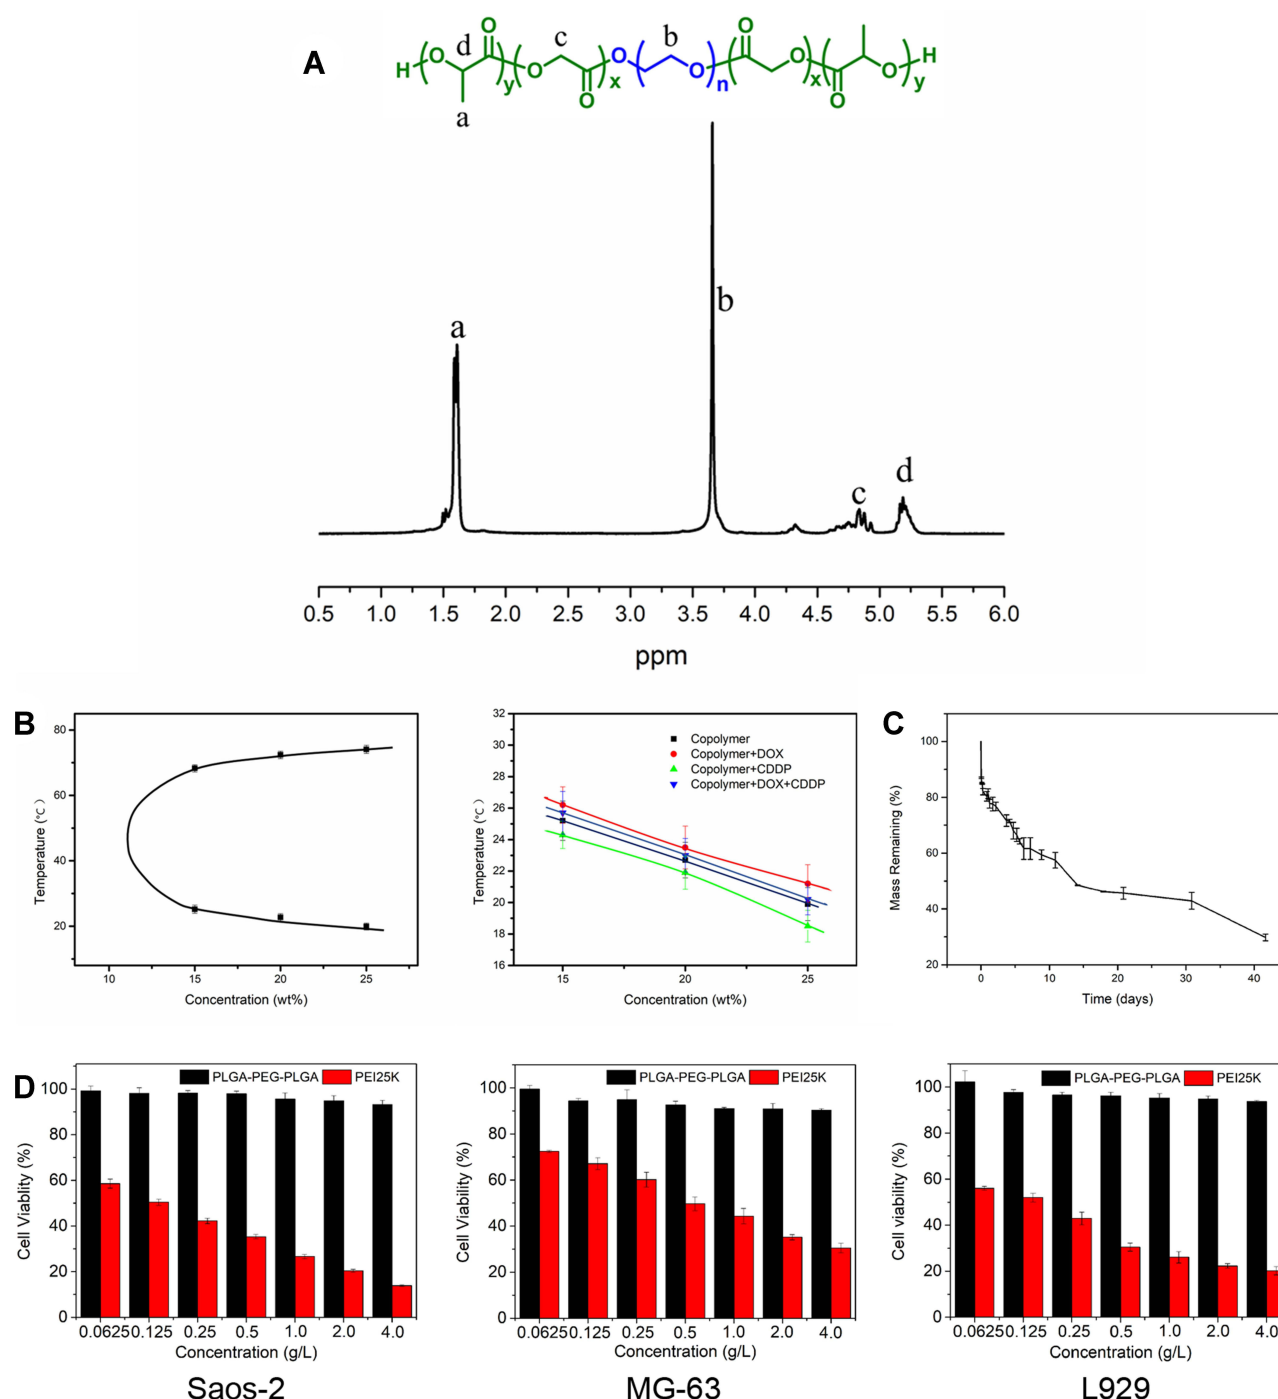 A
H ( O d O ) y ( O c O ) x O ( b O ) n ( O O ) x ( O O ) y H
a
a
b
c
d
0.5 1.0 1.5 2.0 2.5 3.0 3.5 4.0 4.5 5.0 5.5 6.0
ppm
B
80
60
40
20
Temperature (℃)
10 15 20 25
Concentration (wt%)
32
30
28
26
24
22
20
18
16
Temperature (℃)
Copolymer
Copolymer+DOX
Copolymer+CDDP
Copolymer+DOX+CDDP
15 20 25
Concentration (wt%)
C
100
80
60
40
20
Mass Remaining (%)
0 10 20 30 40
Time (days)
D
PLGA-PEG-PLGA PEI25K
100
80
60
40
20
0
Cell Viability (%)
0.0625 0.125 0.25 0.5 1.0 2.0 4.0
Concentration (g/L)
Saos-2
PLGA-PEG-PLGA PEI25K
100
80
60
40
20
0
Cell Viability (%)
0.0625 0.125 0.25 0.5 1.0 2.0 4.0
Concentration (g/L)
MG-63
PLGA-PEG-PLGA PEI25K
100
80
60
40
20
0
Cell viability (%)
0.0625 0.125 0.25 0.5 1.0 2.0 4.0
Concentration (g/L)
L929